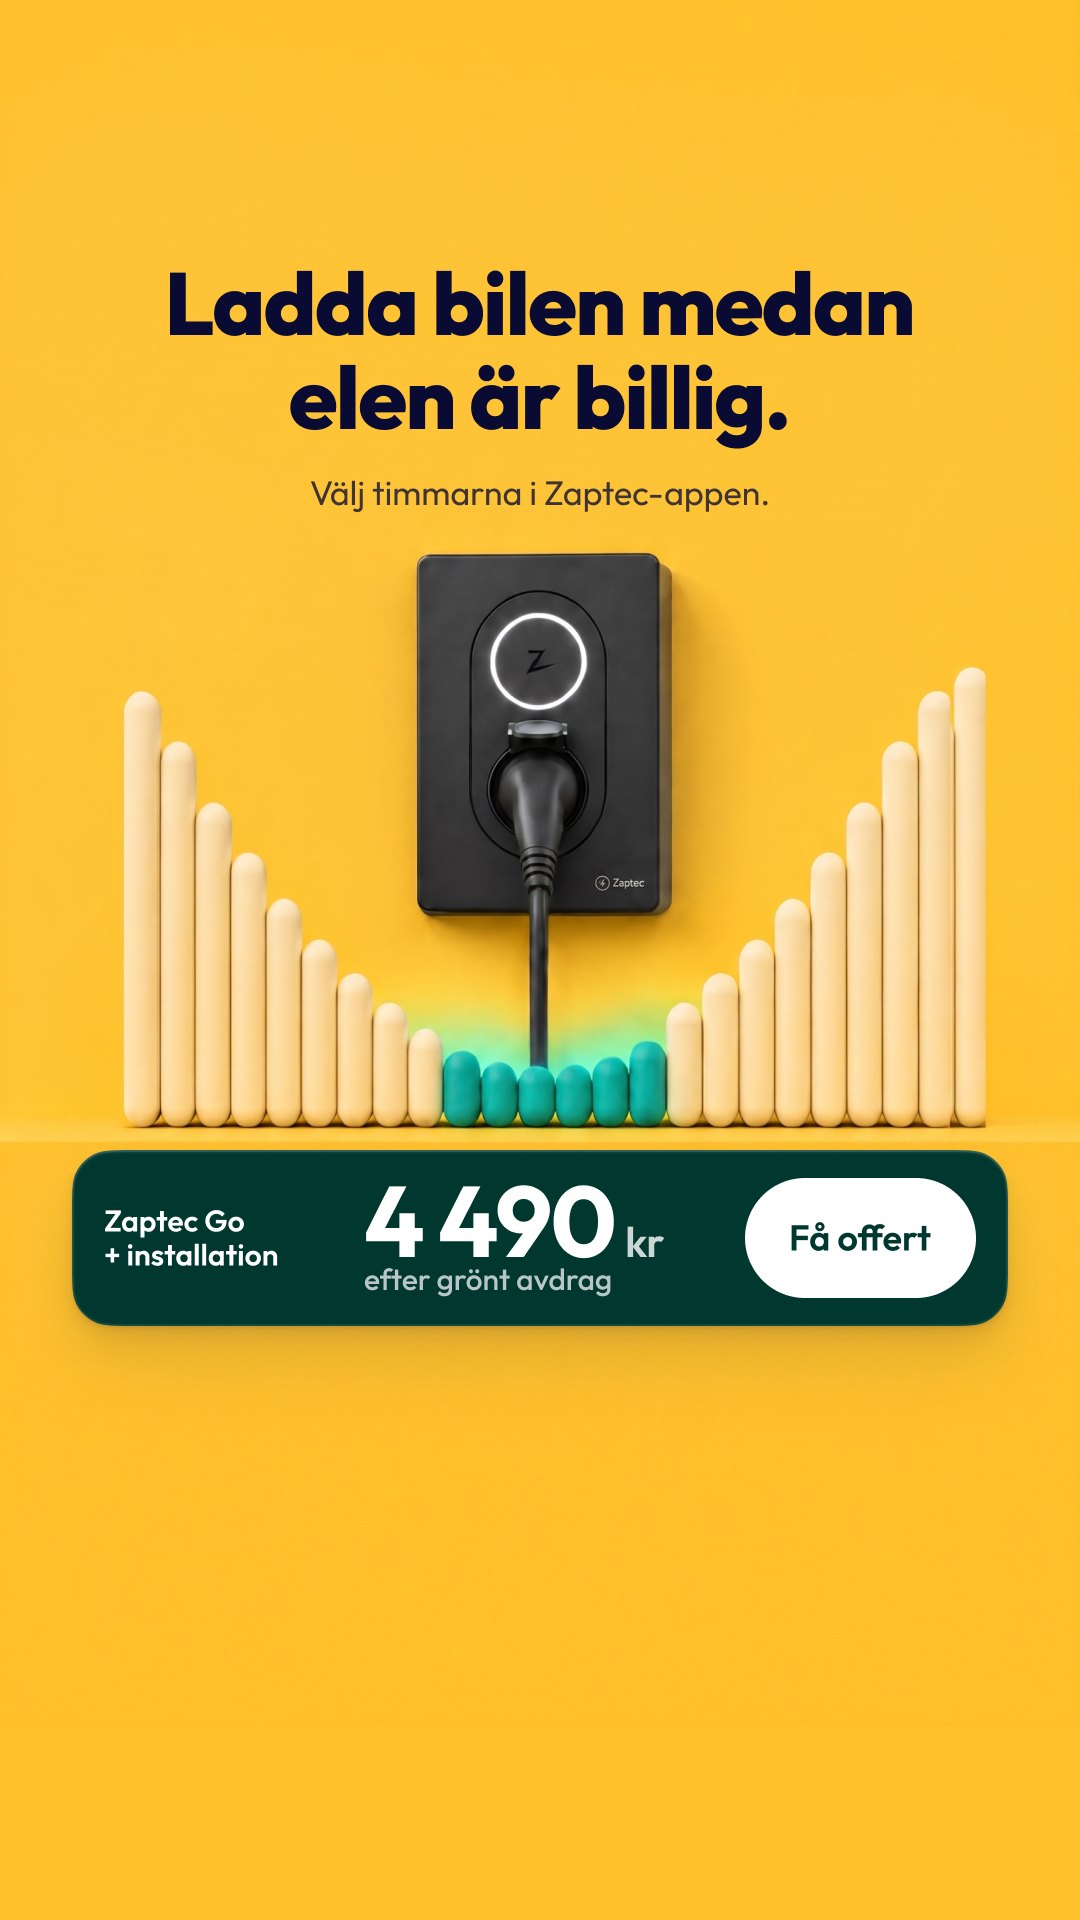 Ladda bilen medan
elen är billig.
Välj timmarna i Zaptec-appen.
Zaptec
Zaptec Go
+ installation
4 490 kr
efter grönt avdrag
Få offert